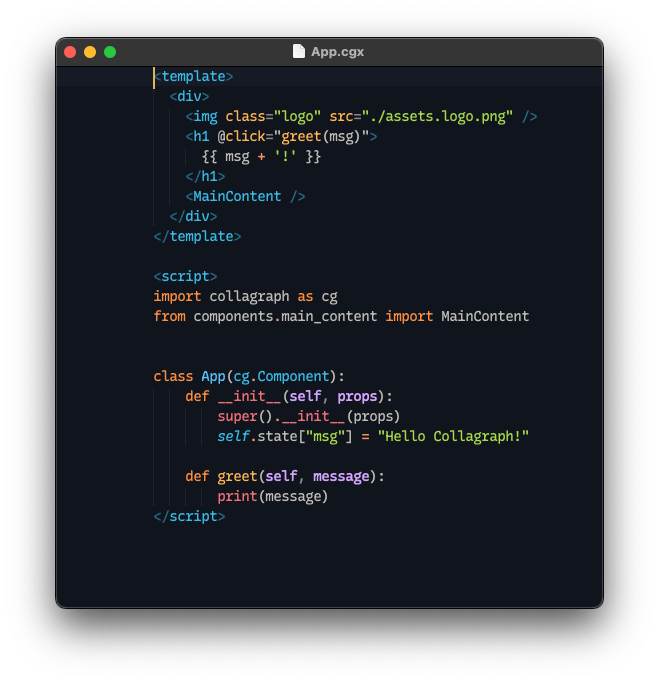 App.cgx
<template>
  <div>
    <img class="logo" src="./assets.logo.png" />
    <h1 @click="greet(msg)">
      {{ msg + '!' }}
    </h1>
    <MainContent />
  </div>
</template>

<script>
import collagraph as cg
from components.main_content import MainContent


class App(cg.Component):
    def __init__(self, props):
        super().__init__(props)
        self.state["msg"] = "Hello Collagraph!"

    def greet(self, message):
        print(message)
</script>